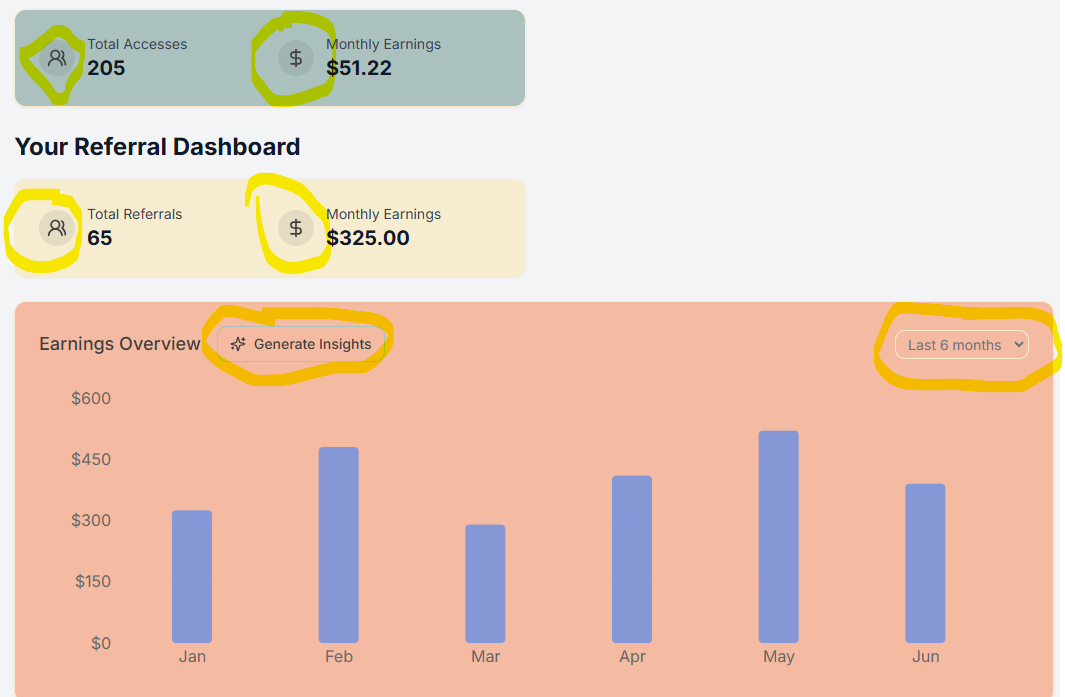 Total Accesses Monthly Earnings
205 $51.22
Your Referral Dashboard
Total Referrals Monthly Earnings
65 $325.00
Earnings Overview Generate Insights Last 6 months
$600
$450
$300
$150
$0
Jan Feb Mar Apr May Jun